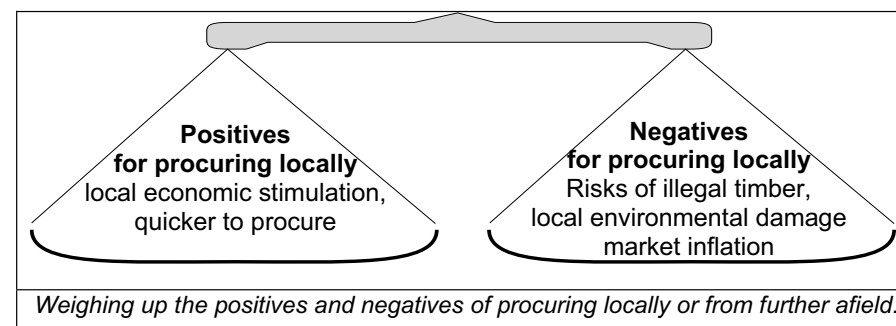 Positives
for procuring locally
local economic stimulation,
quicker to procure
Negatives
for procuring locally
Risks of illegal timber,
local environmental damage
market inflation
Weighing up the positives and negatives of procuring locally or from further afield.